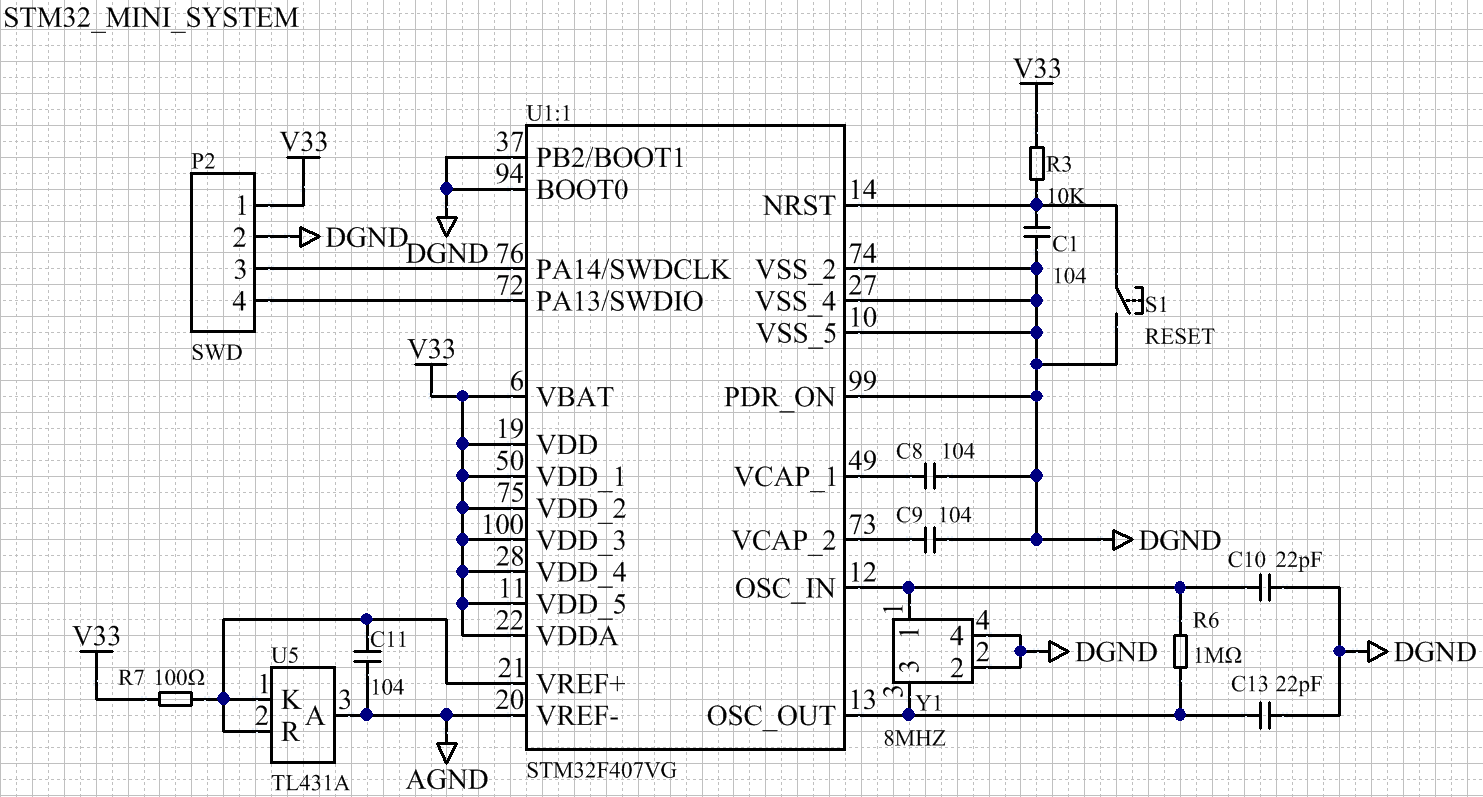 STM32_MINI_SYSTEM
V33
U1:1
P2
V33
1
2
3
4
DGND
SWD
DGND
37
94
76
72
PB2/BOOT1
BOOT0
PA14/SWDCLK
PA13/SWDIO
V33
6
19
50
75
100
28
11
22
21
20
VBAT
VDD
VDD_1
VDD_2
VDD_3
VDD_4
VDD_5
VDDA
VREF+
VREF-
NRST
VSS_2
VSS_4
VSS_5
PDR_ON
VCAP_1
VCAP_2
OSC_IN
OSC_OUT
14
74
27
10
99
49
73
12
13
STM32F407VG
R3
10K
C1
104
S1
RESET
C8 104
C9 104
DGND
C10 22pF
1
1
4
4
3
2
2
3
Y1
8MHZ
DGND
R6
1MΩ
C13 22pF
DGND
V33
R7 100Ω
U5
1
2
K
R
A
3
TL431A
C11
104
AGND